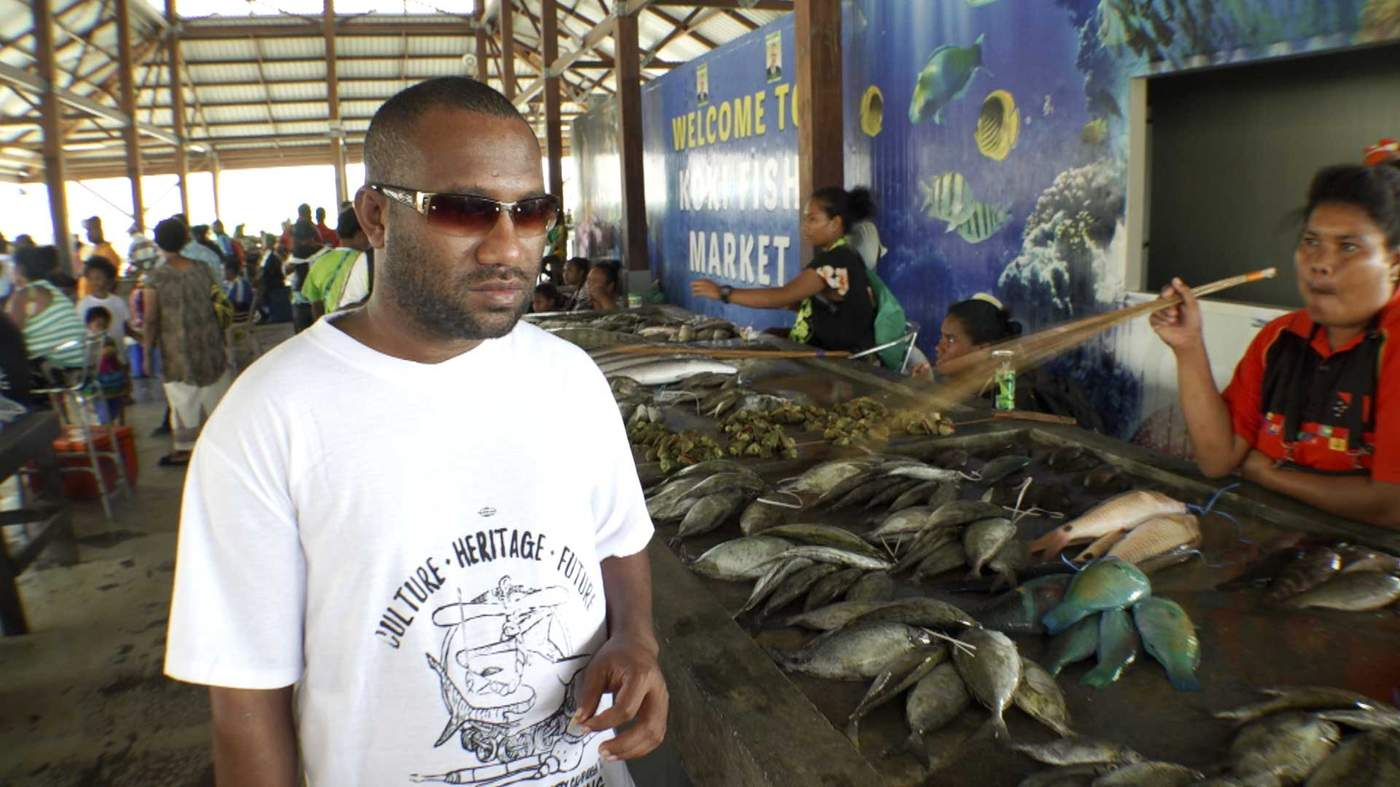 WELCOME TO
KOKI FISH
MARKET
CULTURE · HERITAGE · FUTURE